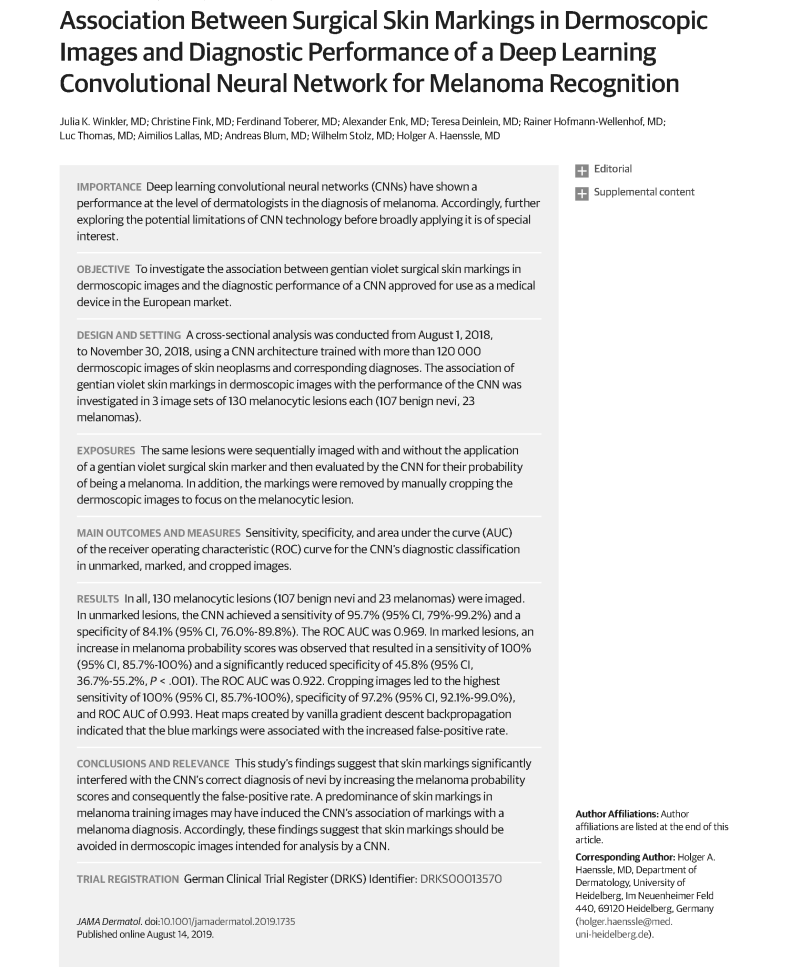 Association Between Surgical Skin Markings in Dermoscopic
Images and Diagnostic Performance of a Deep Learning
Convolutional Neural Network for Melanoma Recognition
Julia K. Winkler, MD; Christine Fink, MD; Ferdinand Toberer, MD; Alexander Enk, MD; Teresa Deinlein, MD; Rainer Hofmann-Wellenhof, MD;
Luc Thomas, MD; Aimilios Lallas, MD; Andreas Blum, MD; Wilhelm Stolz, MD; Holger A. Haenssle, MD
IMPORTANCE Deep learning convolutional neural networks (CNNs) have shown a
performance at the level of dermatologists in the diagnosis of melanoma. Accordingly, further
exploring the potential limitations of CNN technology before broadly applying it is of special
interest.
OBJECTIVE To investigate the association between gentian violet surgical skin markings in
dermoscopic images and the diagnostic performance of a CNN approved for use as a medical
device in the European market.
DESIGN AND SETTING A cross-sectional analysis was conducted from August 1, 2018,
to November 30, 2018, using a CNN architecture trained with more than 120 000
dermoscopic images of skin neoplasms and corresponding diagnoses. The association of
gentian violet skin markings in dermoscopic images with the performance of the CNN was
investigated in 3 image sets of 130 melanocytic lesions each (107 benign nevi, 23
melanomas).
EXPOSURES The same lesions were sequentially imaged with and without the application
of a gentian violet surgical skin marker and then evaluated by the CNN for their probability
of being a melanoma. In addition, the markings were removed by manually cropping the
dermoscopic images to focus on the melanocytic lesion.
MAIN OUTCOMES AND MEASURES Sensitivity, specificity, and area under the curve (AUC)
of the receiver operating characteristic (ROC) curve for the CNN's diagnostic classification
in unmarked, marked, and cropped images.
RESULTS In all, 130 melanocytic lesions (107 benign nevi and 23 melanomas) were imaged.
In unmarked lesions, the CNN achieved a sensitivity of 95.7% (95% CI, 79%-99.2%) and a
specificity of 84.1% (95% CI, 76.0%-89.8%). The ROC AUC was 0.969. In marked lesions, an
increase in melanoma probability scores was observed that resulted in a sensitivity of 100%
(95% CI, 85.7%-100%) and a significantly reduced specificity of 45.8% (95% CI,
36.7%-55.2%, P < .001). The ROC AUC was 0.922. Cropping images led to the highest
sensitivity of 100% (95% CI, 85.7%-100%), specificity of 97.2% (95% CI, 92.1%-99.0%),
and ROC AUC of 0.993. Heat maps created by vanilla gradient descent backpropagation
indicated that the blue markings were associated with the increased false-positive rate.
CONCLUSIONS AND RELEVANCE This study's findings suggest that skin markings significantly
interfered with the CNN's correct diagnosis of nevi by increasing the melanoma probability
scores and consequently the false-positive rate. A predominance of skin markings in
melanoma training images may have induced the CNN's association of markings with a
melanoma diagnosis. Accordingly, these findings suggest that skin markings should be
avoided in dermoscopic images intended for analysis by a CNN.
TRIAL REGISTRATION German Clinical Trial Register (DRKS) Identifier: DRKS00013570
JAMA Dermatol. doi:10.1001/jamadermatol.2019.1735
Published online August 14, 2019.
Editorial
Supplemental content
Author Affiliations: Author
affiliations are listed at the end of this
article.
Corresponding Author: Holger A.
Haenssle, MD, Department of
Dermatology, University of
Heidelberg, Im Neuenheimer Feld
440, 69120 Heidelberg, Germany
(holger.haenssle@med.
uni-heidelberg.de).